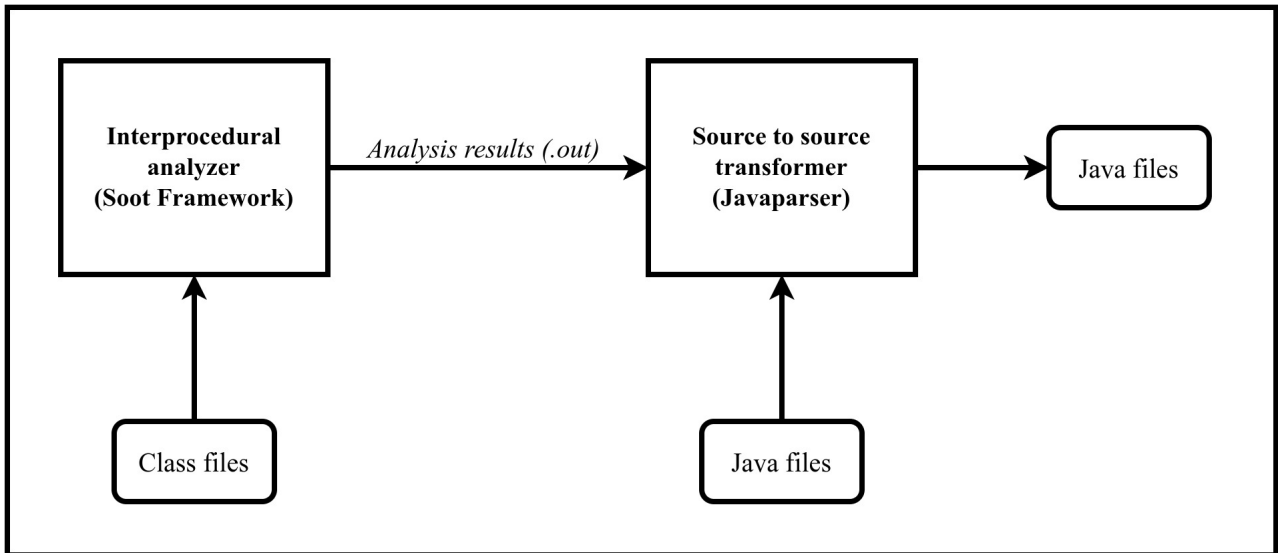 Interprocedural
analyzer
(Soot Framework)
Analysis results (.out)
Source to source
transformer
(Javaparser)
Java files
Class files
Java files